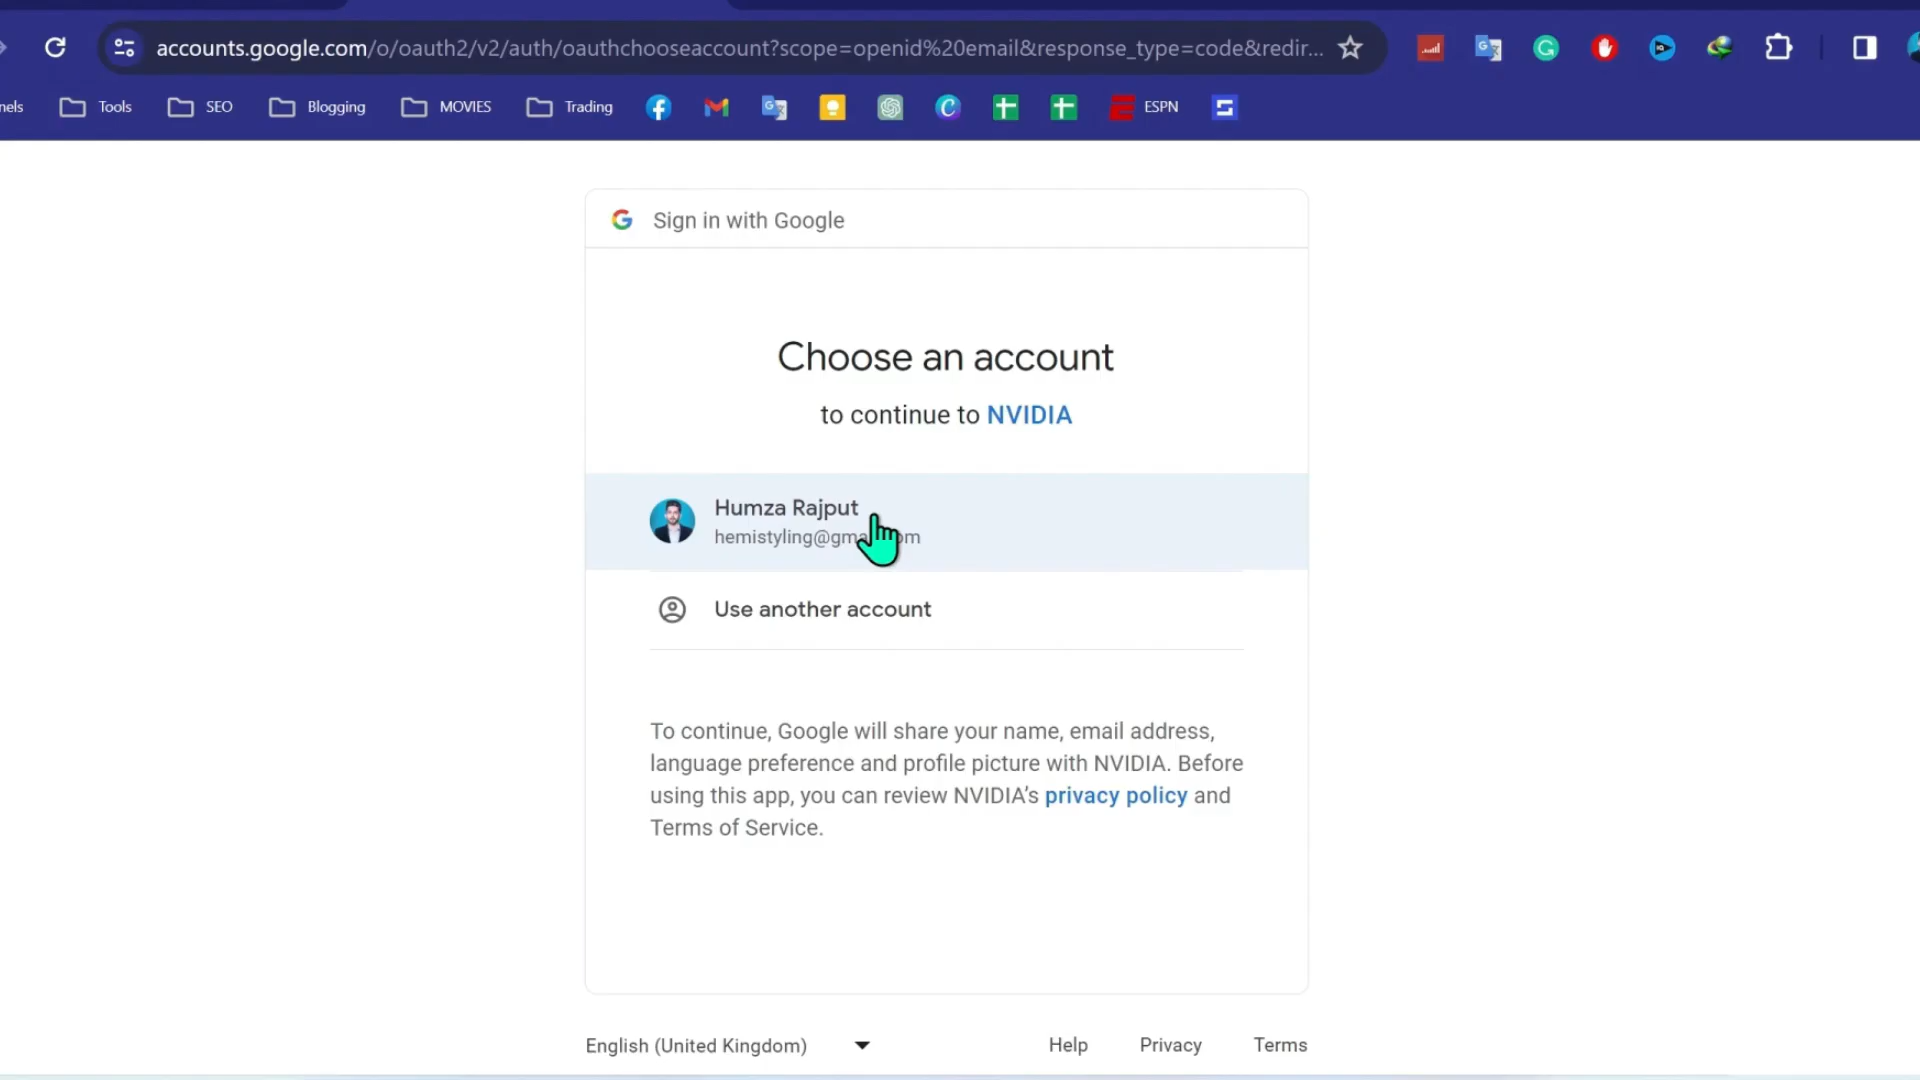 accounts.google.com/o/oauth2/v2/auth/oauthchooseaccount?scope=openid%20email&response_type=code&redir...
nels
Tools
SEO
Blogging
MOVIES
Trading
ESPN
Sign in with Google
Choose an account
to continue to NVIDIA
Humza Rajput
Use another account
To continue, Google will share your name, email address,
language preference and profile picture with NVIDIA. Before
using this app, you can review NVIDIA's privacy policy and
Terms of Service.
English (United Kingdom)
Help
Privacy
Terms